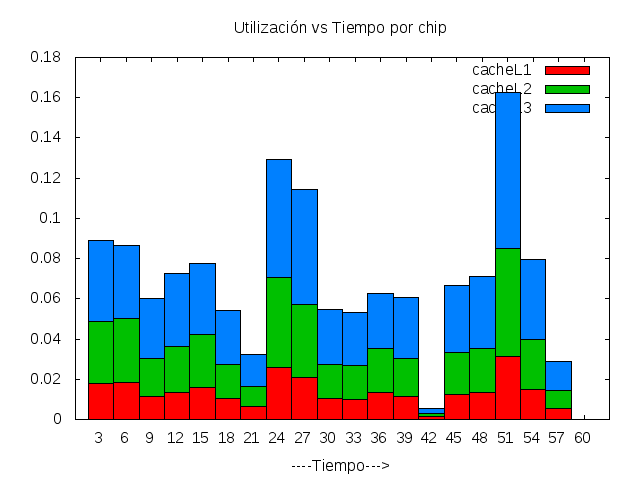 Utilización vs Tiempo por chip
0.18
0.16
0.14
0.12
0.1
0.08
0.06
0.04
0.02
0
cacheL1
cacheL2
cacheL3
3 6 9 12 15 18 21 24 27 30 33 36 39 42 45 48 51 54 57 60
----Tiempo--->